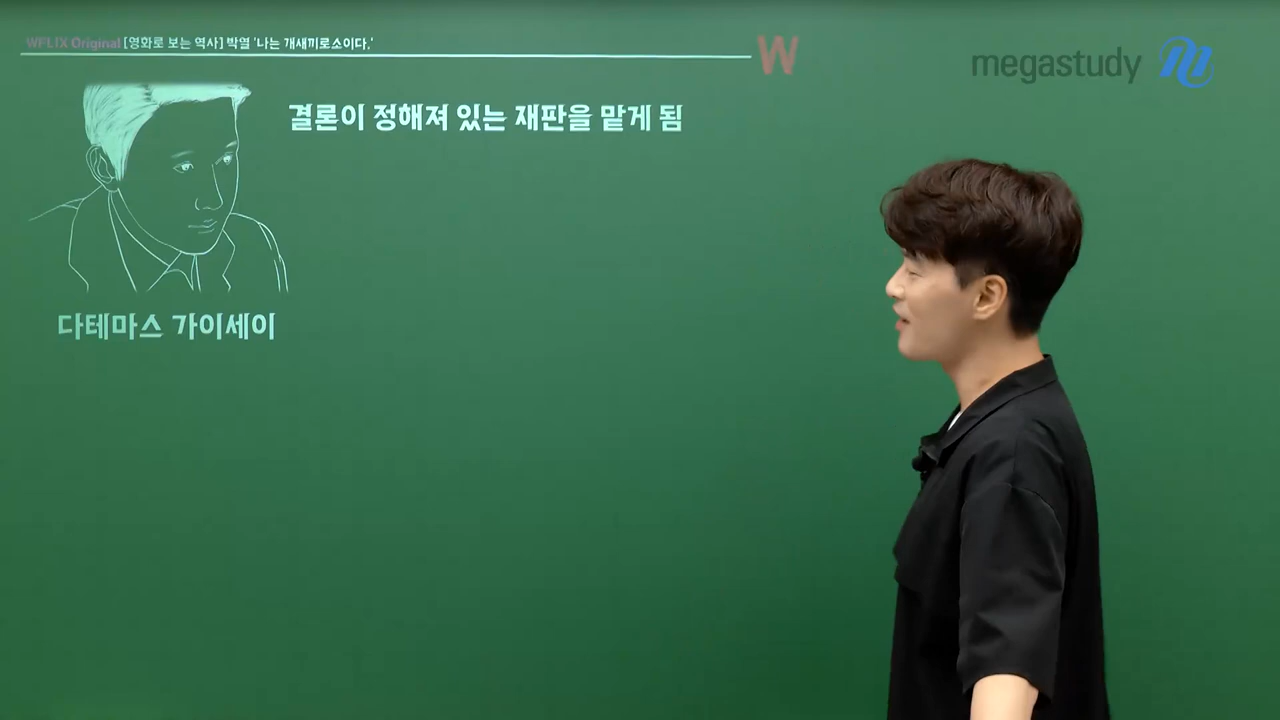 WFLIX Original [영화로 보는 역사] 박열 '나는 개새끼로소이다.'
W
megastudy
결론이 정해져 있는 재판을 맡게 됨
다테마스 가이세이